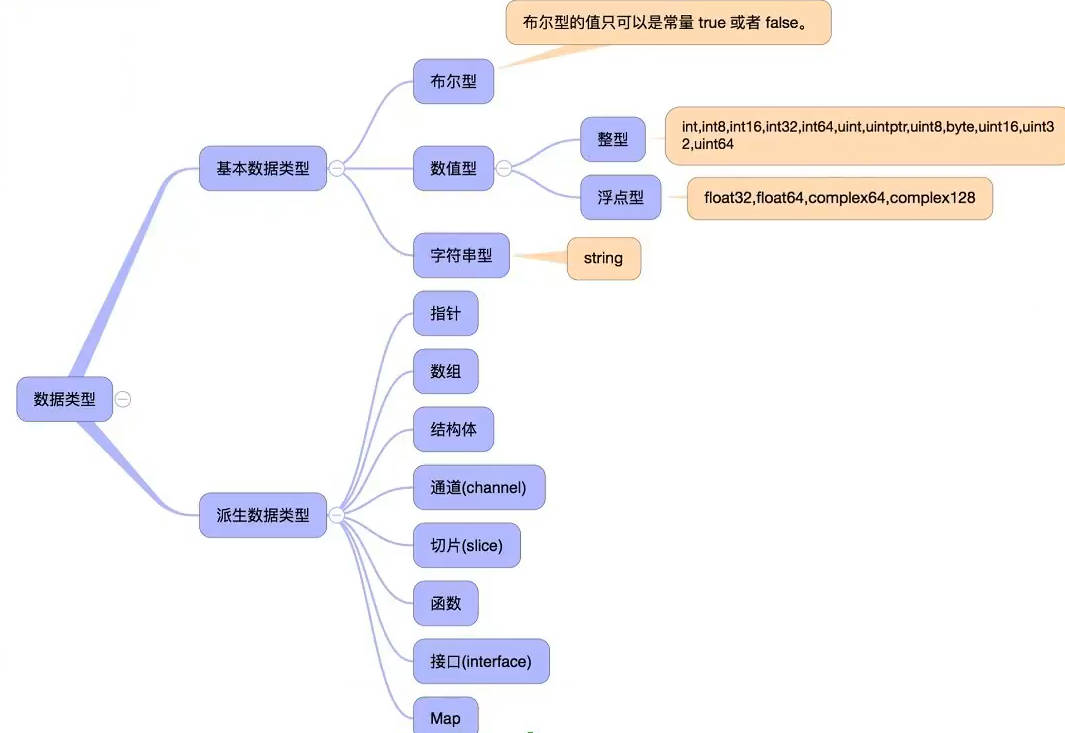 布尔型的值只可以是常量 true 或者 false。
布尔型
整型
int,int8,int16,int32,int64,uint,uintptr,uint8,byte,uint16,uint3
2,uint64
基本数据类型
数值型
浮点型
float32,float64,complex64,complex128
字符串型
string
指针
数组
数据类型
结构体
通道(channel)
派生数据类型
切片(slice)
函数
接口(interface)
Map